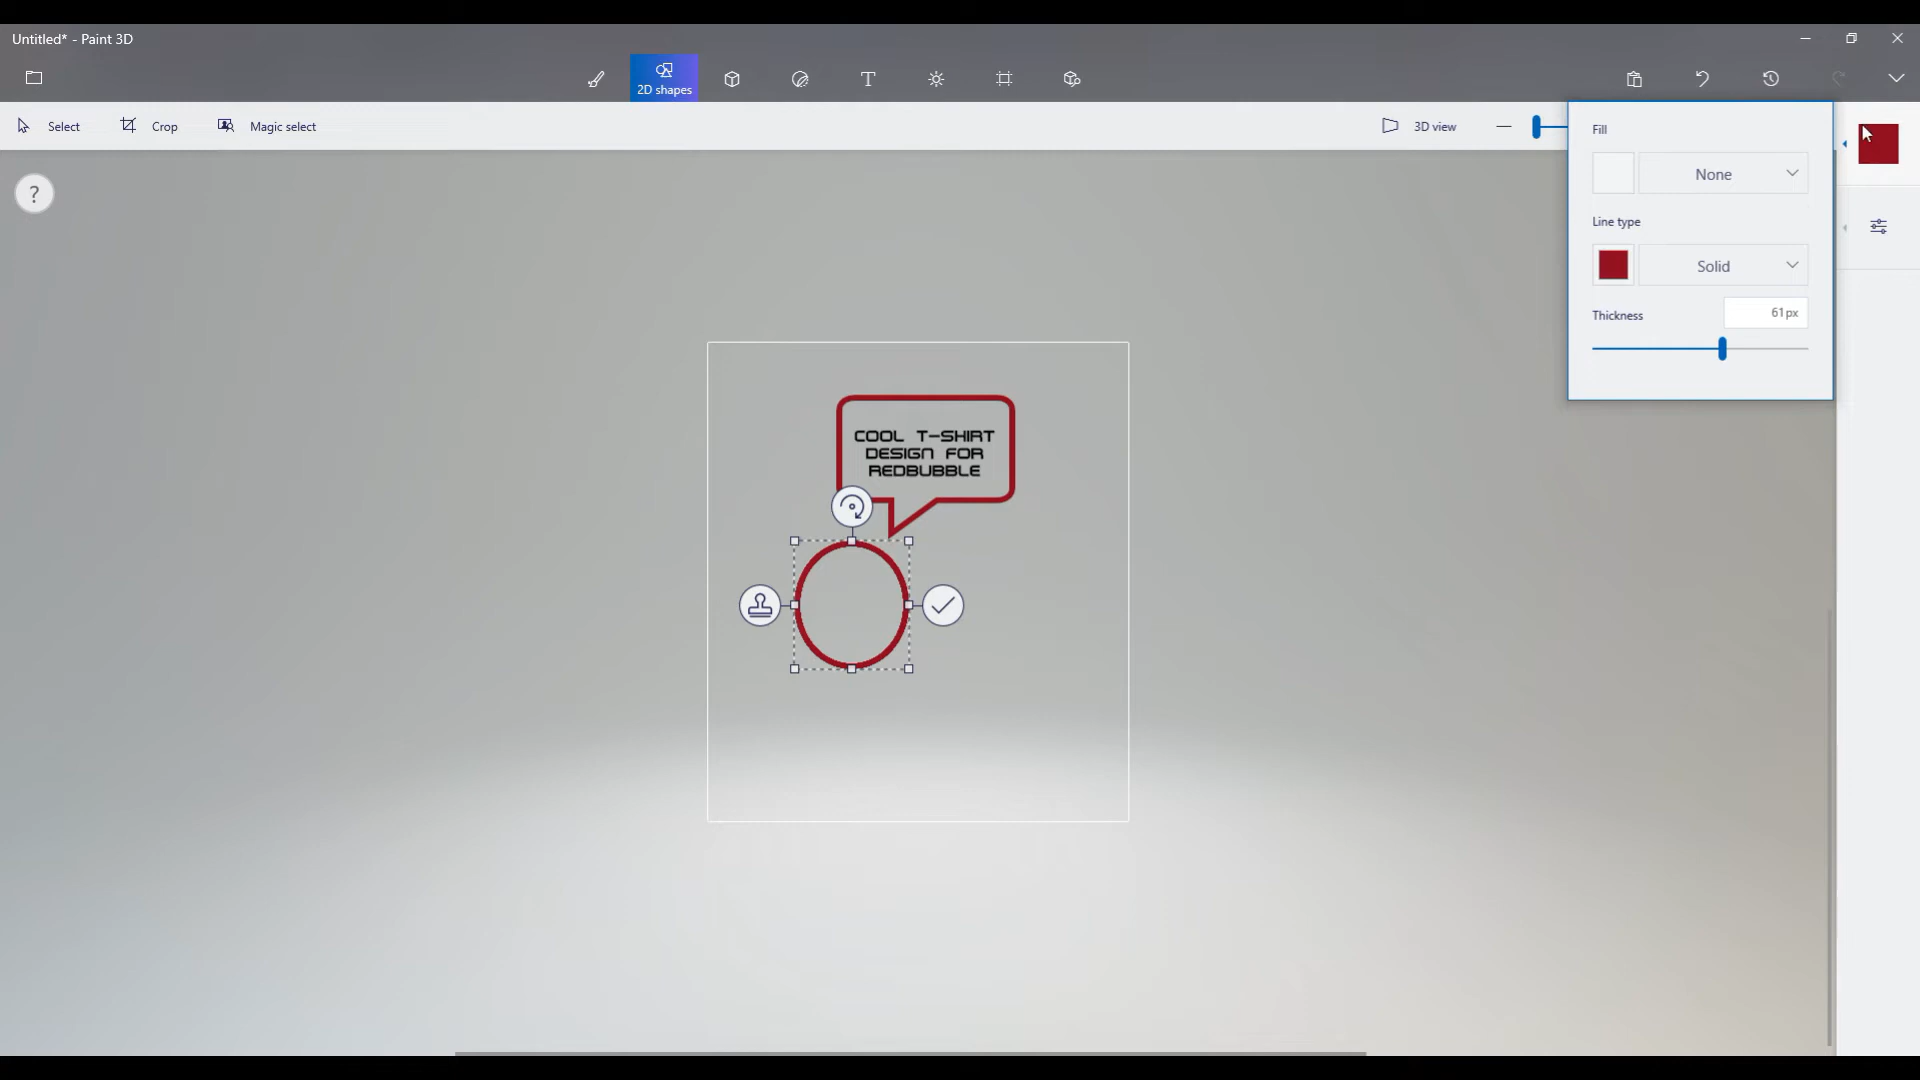 Untitled* - Paint 3D
2D shapes
Select
Crop
Magic select
3D view
Fill
None
Line type
Solid
Thickness
61px
?
COOL T-SHIRT
DESIGN FOR
REDBUBBLE